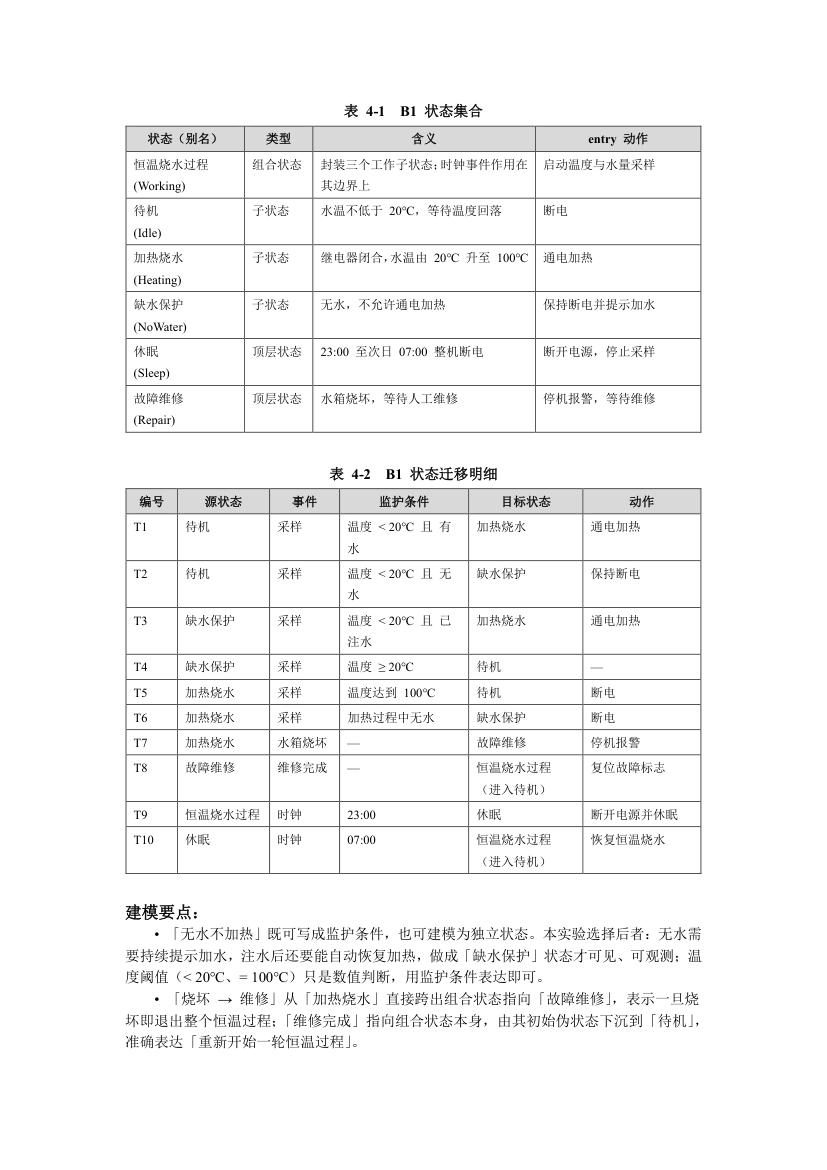 表 4-1 B1 状态集合
状态（别名） 类型 含义 entry 动作
恒温烧水过程 组合状态 封装三个工作子状态；时钟事件作用在 启动温度与水量采样
(Working) 其边界上
待机 子状态 水温不低于 20℃，等待温度回落 断电
(Idle)
加热烧水 子状态 继电器闭合，水温由 20℃ 升至 100℃ 通电加热
(Heating)
缺水保护 子状态 无水，不允许通电加热 保持断电并提示加水
(NoWater)
休眠 顶层状态 23:00 至次日 07:00 整机断电 断开电源，停止采样
(Sleep)
故障维修 顶层状态 水箱烧坏，等待人工维修 停机报警，等待维修
(Repair)
表 4-2 B1 状态迁移明细
编号 源状态 事件 监护条件 目标状态 动作
T1 待机 采样 温度 < 20℃ 且 有 加热烧水 通电加热
水
T2 待机 采样 温度 < 20℃ 且 无 缺水保护 保持断电
水
T3 缺水保护 采样 温度 < 20℃ 且 已 加热烧水 通电加热
注水
T4 缺水保护 采样 温度 ≥ 20℃ 待机 —
T5 加热烧水 采样 温度达到 100℃ 待机 断电
T6 加热烧水 采样 加热过程中无水 缺水保护 断电
T7 加热烧水 水箱烧坏 — 故障维修 停机报警
T8 故障维修 维修完成 — 恒温烧水过程 复位故障标志
（进入待机）
T9 恒温烧水过程 时钟 23:00 休眠 断开电源并休眠
T10 休眠 时钟 07:00 恒温烧水过程 恢复恒温烧水
（进入待机）
建模要点：
• 「无水不加热」既可写成监护条件，也可建模为独立状态。本实验选择后者：无水需
要持续提示加水，注水后还要能自动恢复加热，做成「缺水保护」状态才可见、可观测；温
度阈值（< 20℃、= 100℃）只是数值判断，用监护条件表达即可。
• 「烧坏 → 维修」从「加热烧水」直接跨出组合状态指向「故障维修」，表示一旦烧
坏即退出整个恒温过程；「维修完成」指向组合状态本身，由其初始伪状态下沉到「待机」，
准确表达「重新开始一轮恒温过程」。